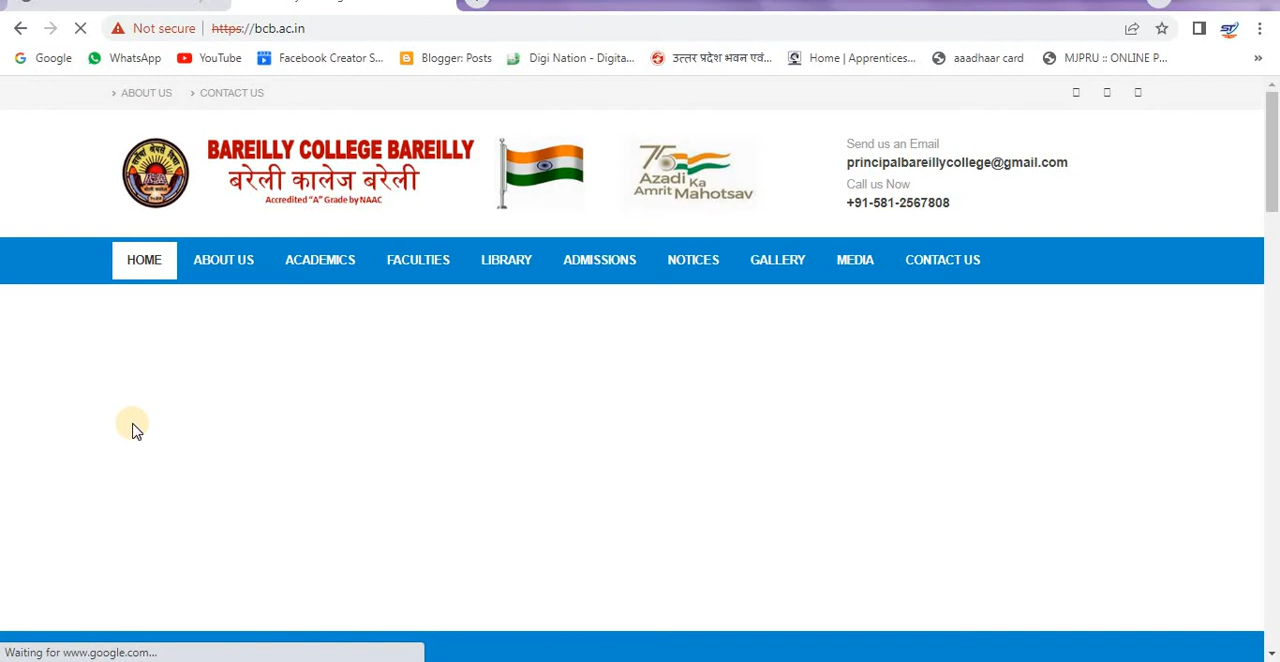 Not secure | https://bcb.ac.in
Google WhatsApp YouTube Facebook Creator S... Blogger: Posts Digi Nation - Digita... उत्तर प्रदेश भवन एवं... Home | Apprentices... aaadhaar card MJPRU :: ONLINE P... »
ABOUT US CONTACT US
BAREILLY COLLEGE BAREILLY
बरेली कालेज बरेली
Accredited "A" Grade by NAAC
75
Azadi Ka
Amrit Mahotsav
Send us an Email
principalbareillycollege@gmail.com
Call us Now
+91-581-2567808
HOME ABOUT US ACADEMICS FACULTIES LIBRARY ADMISSIONS NOTICES GALLERY MEDIA CONTACT US
Waiting for www.google.com...